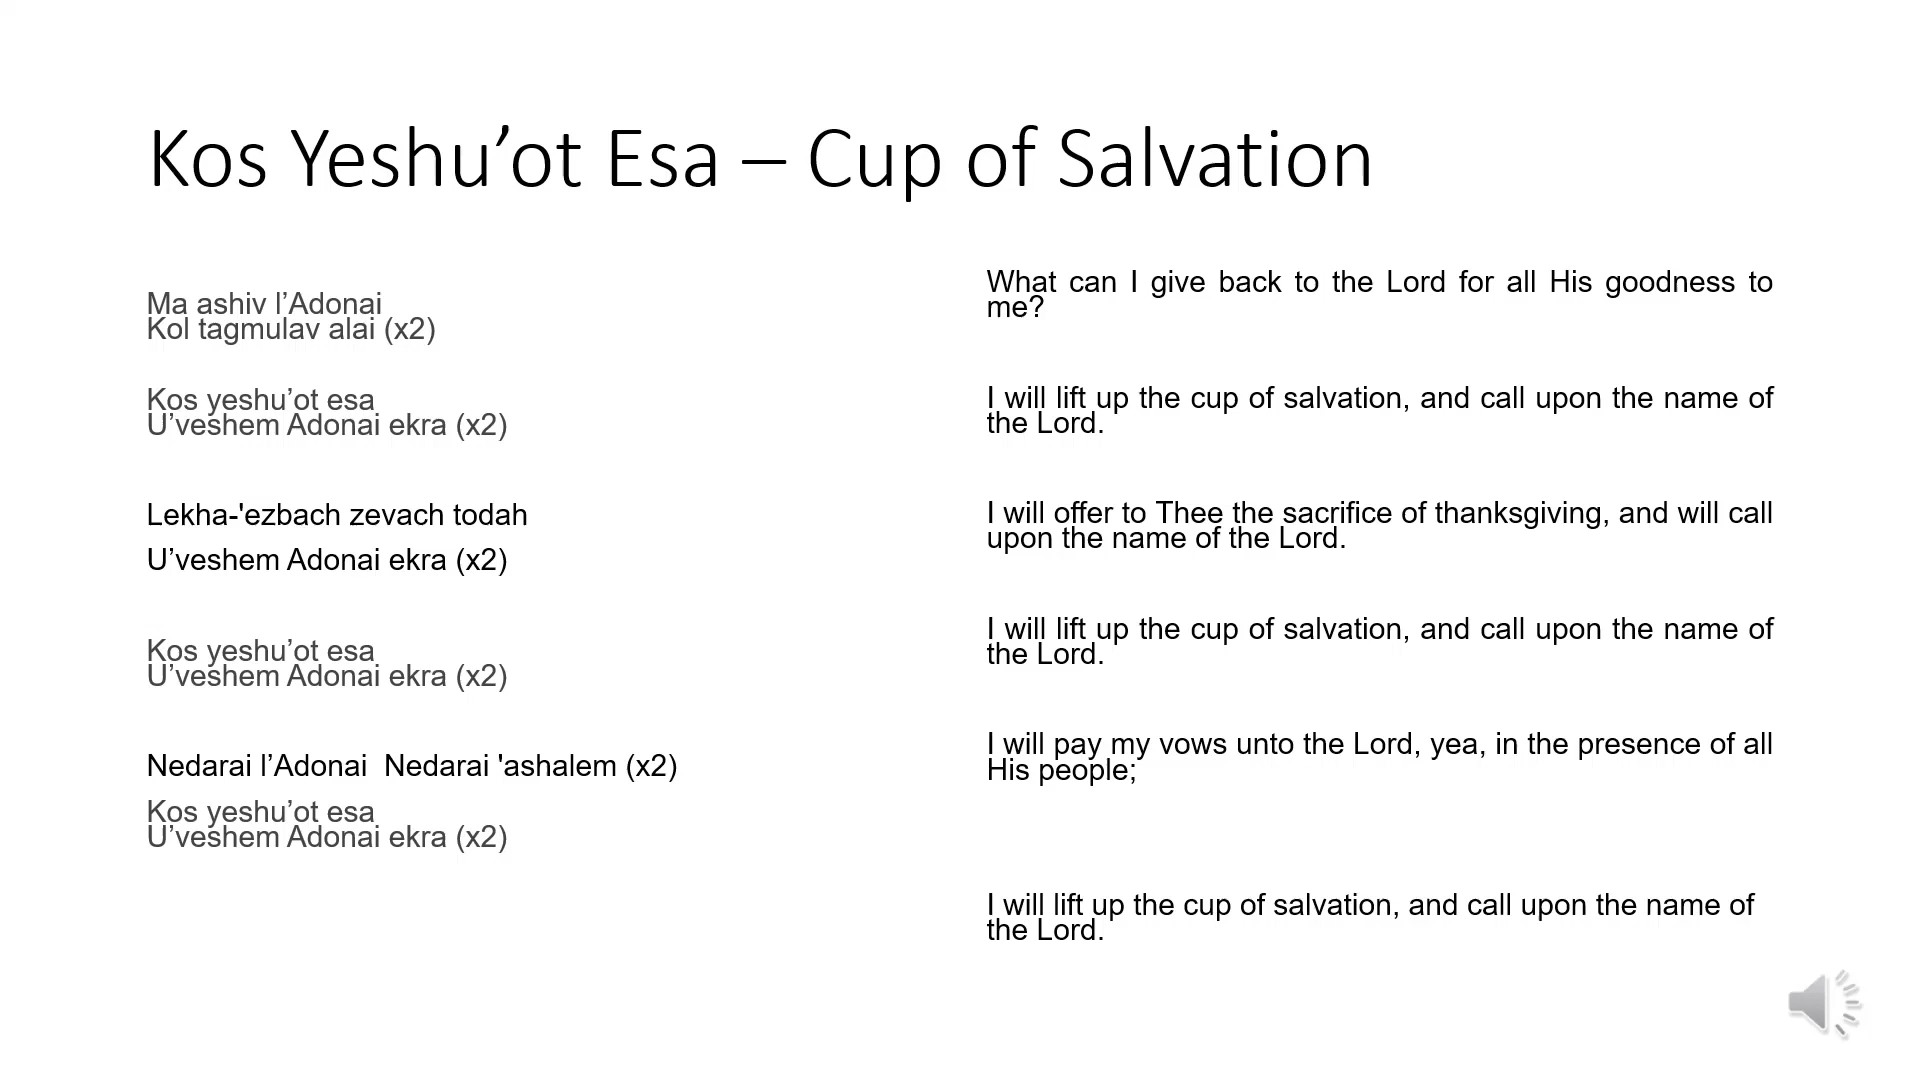 Kos Yeshu’ot Esa – Cup of Salvation
Ma ashiv l’Adonai
Kol tagmulav alai (x2)
Kos yeshu’ot esa
U’veshem Adonai ekra (x2)
Lekha-'ezbach zevach todah
U’veshem Adonai ekra (x2)
Kos yeshu’ot esa
U’veshem Adonai ekra (x2)
Nedarai l’Adonai  Nedarai 'ashalem (x2)
Kos yeshu’ot esa
U’veshem Adonai ekra (x2)
What can I give back to the Lord for all His goodness to
me?
I will lift up the cup of salvation, and call upon the name of
the Lord.
I will offer to Thee the sacrifice of thanksgiving, and will call
upon the name of the Lord.
I will lift up the cup of salvation, and call upon the name of
the Lord.
I will pay my vows unto the Lord, yea, in the presence of all
His people;
I will lift up the cup of salvation, and call upon the name of
the Lord.